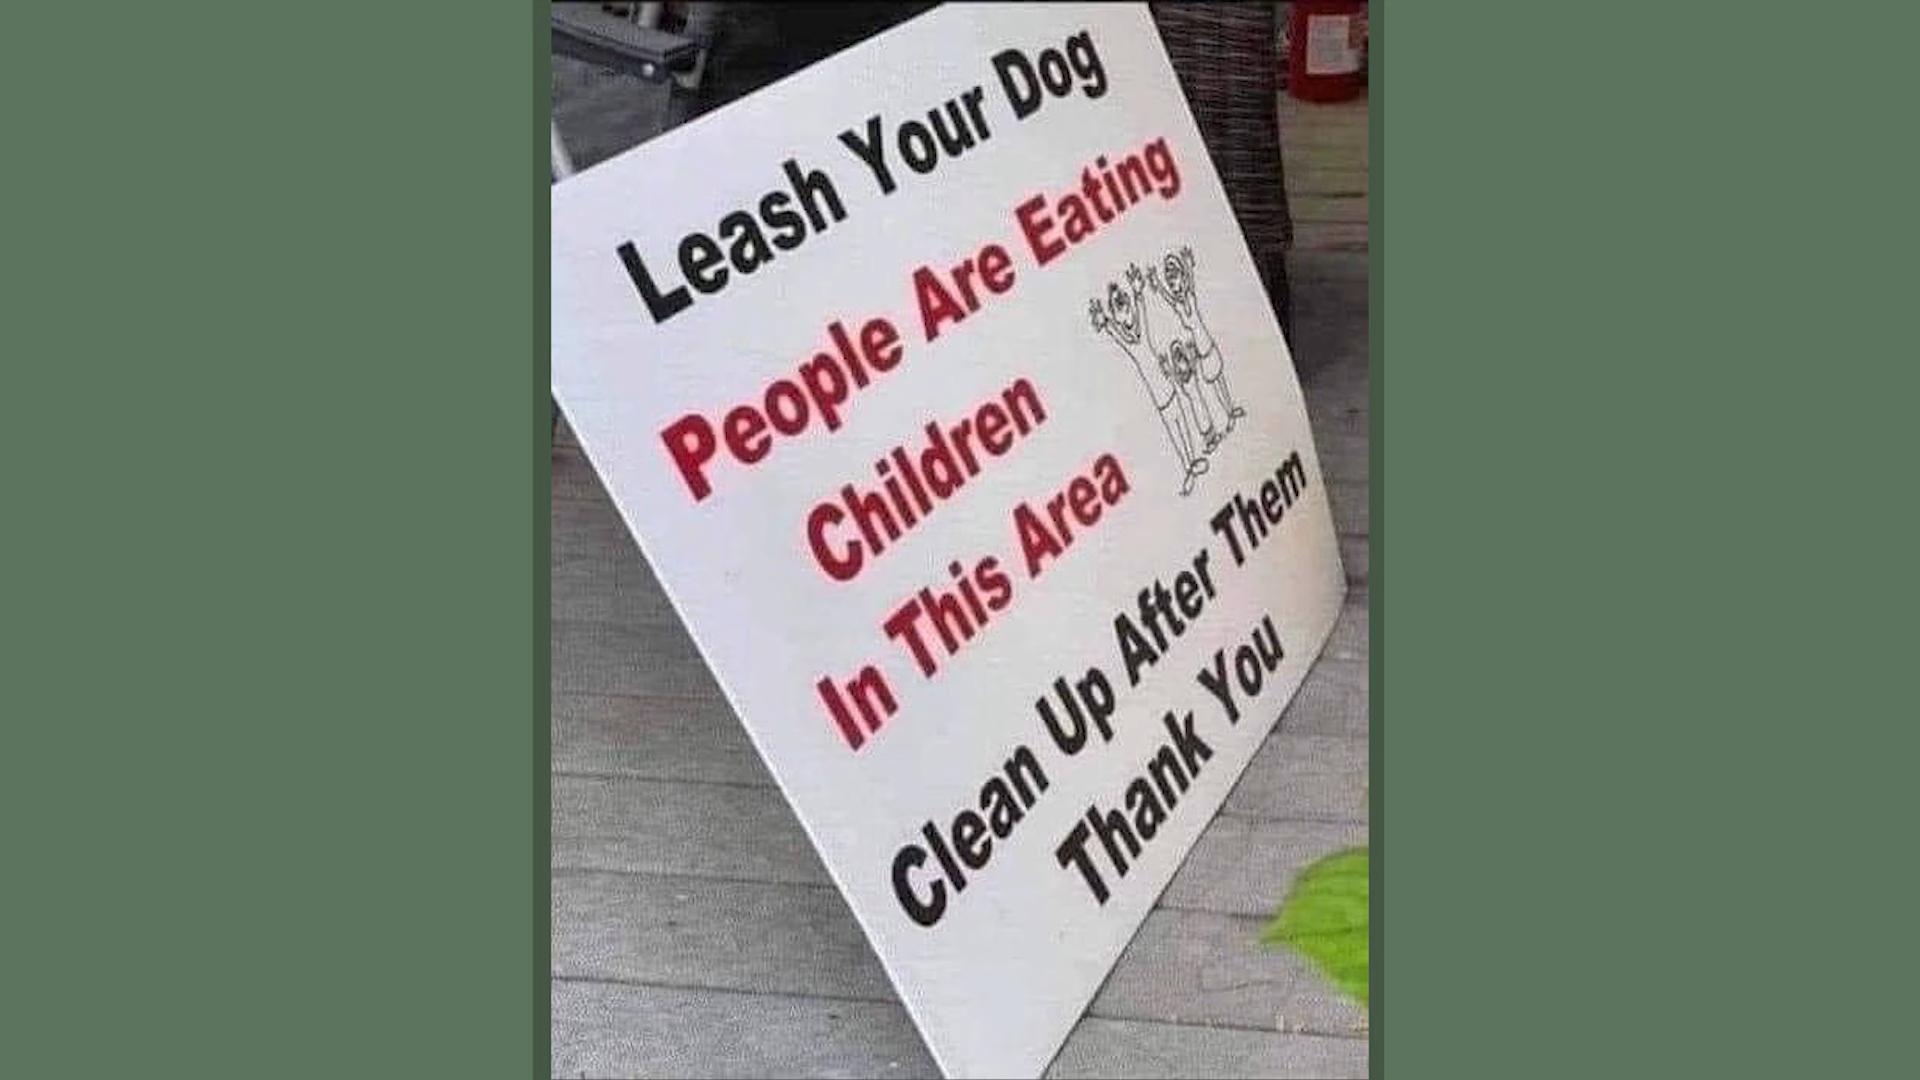 Leash Your Dog
People Are Eating
Children
In This Area
Clean Up After Them
Thank You